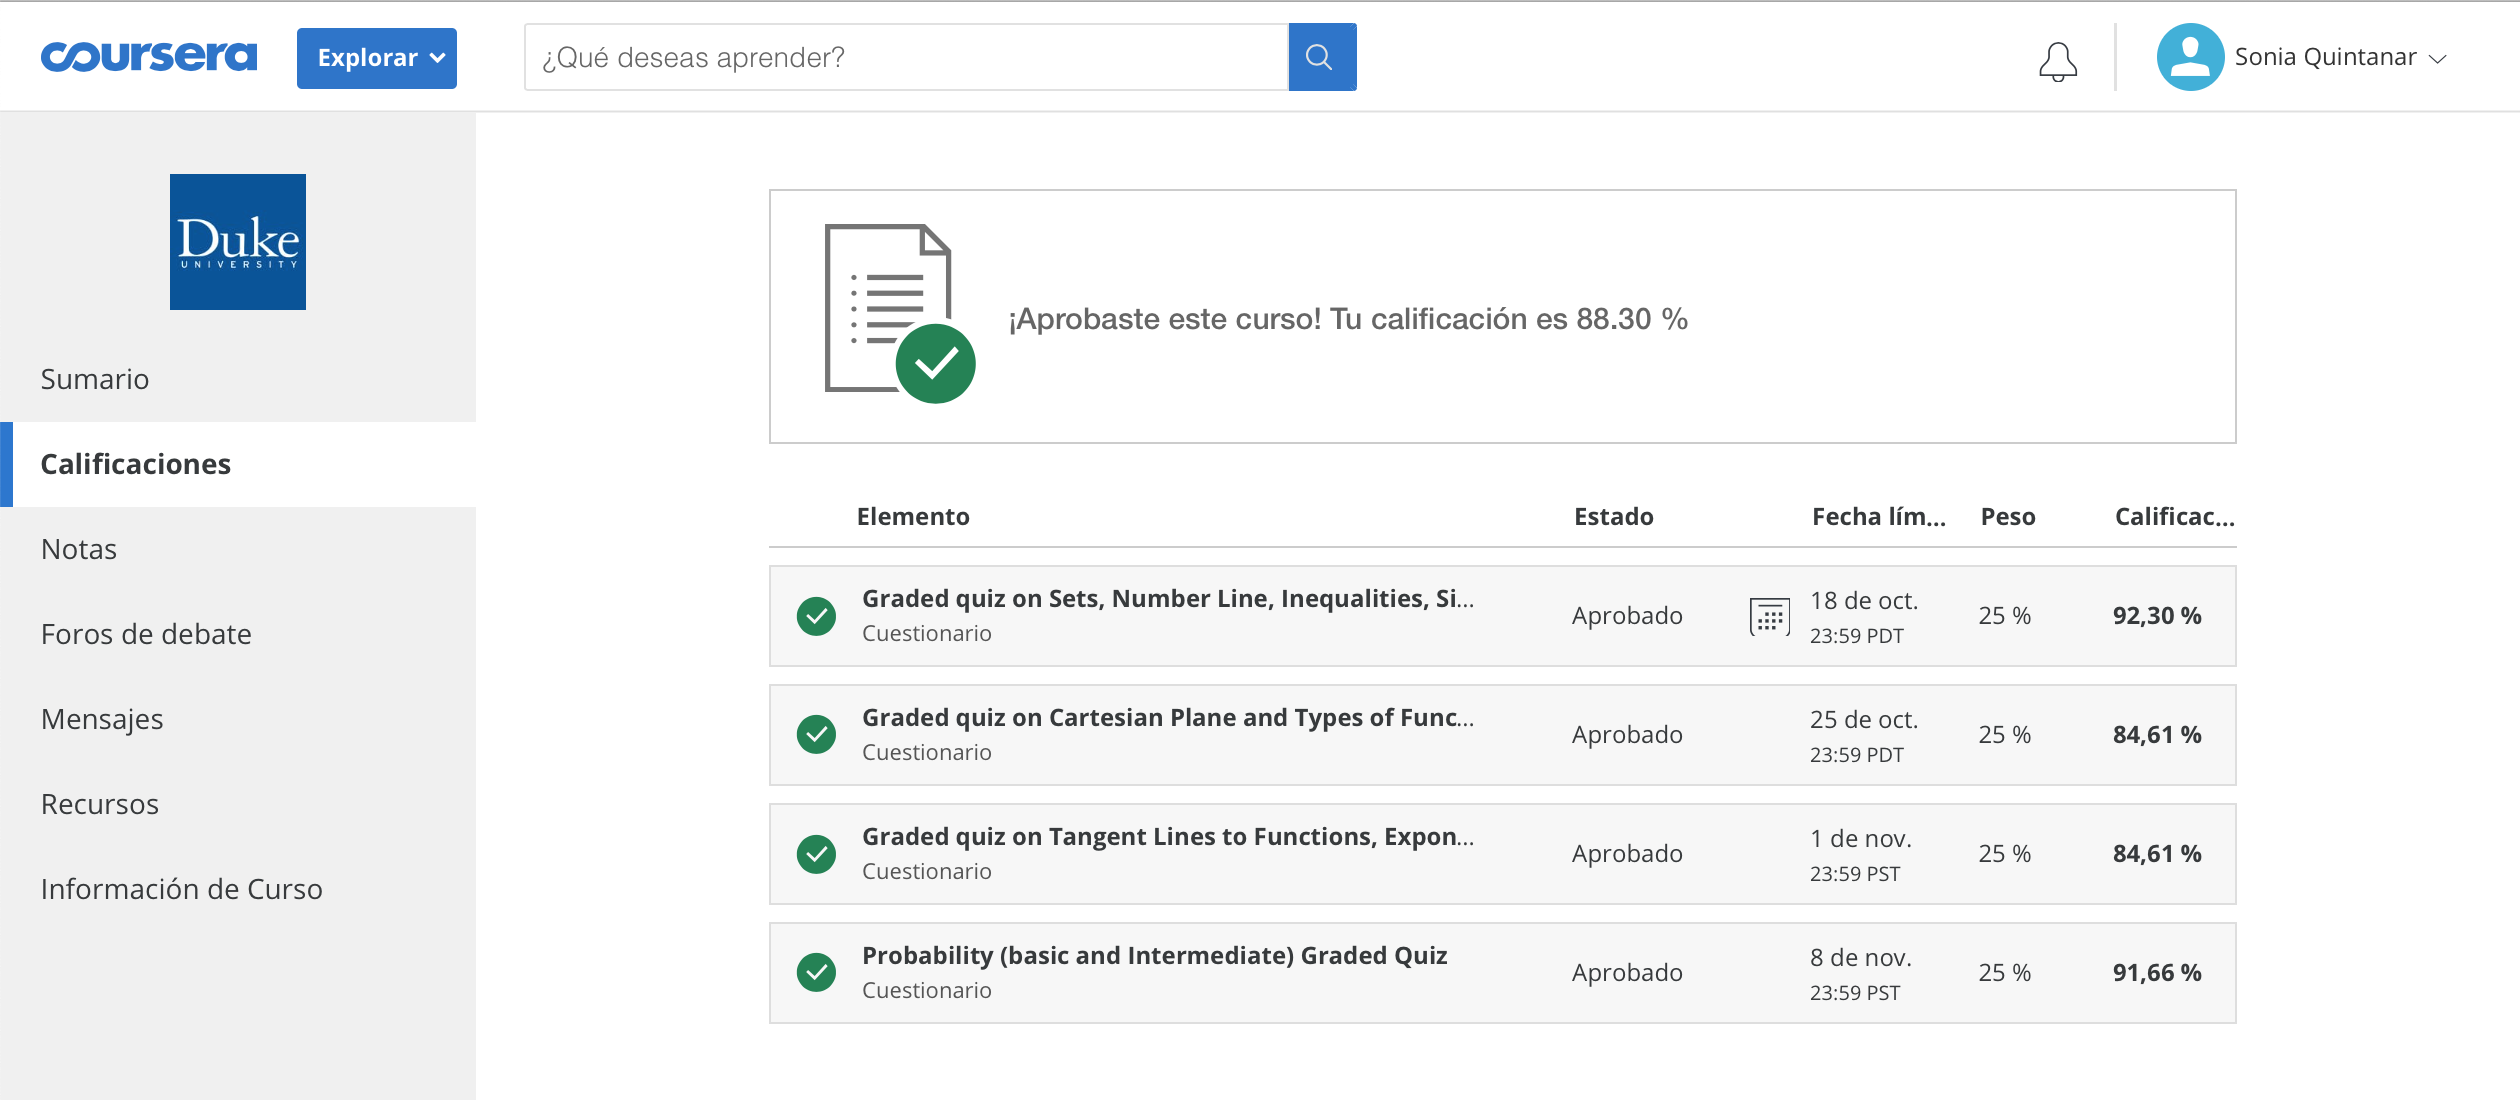 coursera
Explorar
¿Qué deseas aprender?
Sonia Quintanar
Duke
UNIVERSITY
Sumario
Calificaciones
Notas
Foros de debate
Mensajes
Recursos
Información de Curso
¡Aprobaste este curso! Tu calificación es 88.30 %
Elemento Estado Fecha lím... Peso Calificac...
Graded quiz on Sets, Number Line, Inequalities, Si...
Cuestionario
Aprobado
18 de oct.
23:59 PDT
25 %
92,30 %
Graded quiz on Cartesian Plane and Types of Func...
Cuestionario
Aprobado
25 de oct.
23:59 PDT
25 %
84,61 %
Graded quiz on Tangent Lines to Functions, Expon...
Cuestionario
Aprobado
1 de nov.
23:59 PST
25 %
84,61 %
Probability (basic and Intermediate) Graded Quiz
Cuestionario
Aprobado
8 de nov.
23:59 PST
25 %
91,66 %